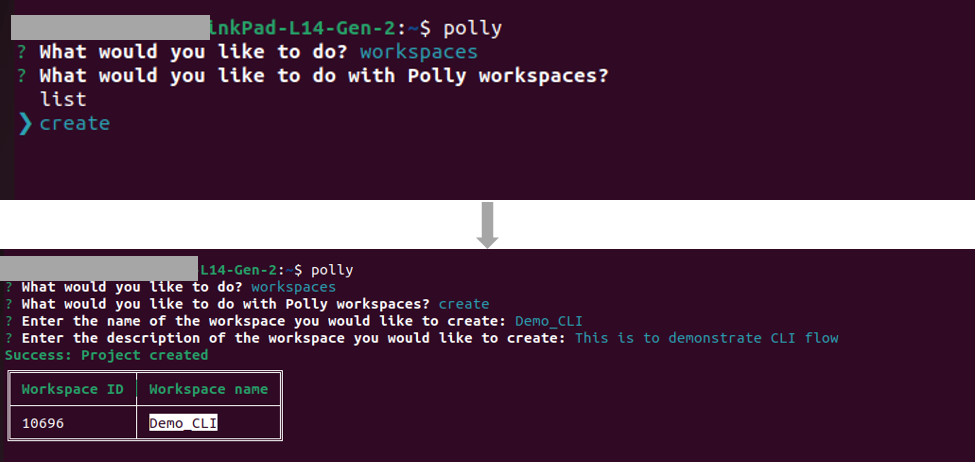 inkPad-L14-Gen-2:~$ polly
? What would you like to do? workspaces
? What would you like to do with Polly workspaces?
list
❯ create
L14-Gen-2:~$ polly
? What would you like to do? workspaces
? What would you like to do with Polly workspaces? create
? Enter the name of the workspace you would like to create: Demo_CLI
? Enter the description of the workspace you would like to create: This is to demonstrate CLI flow
Success: Project created
Workspace ID Workspace name
10696 Demo_CLI